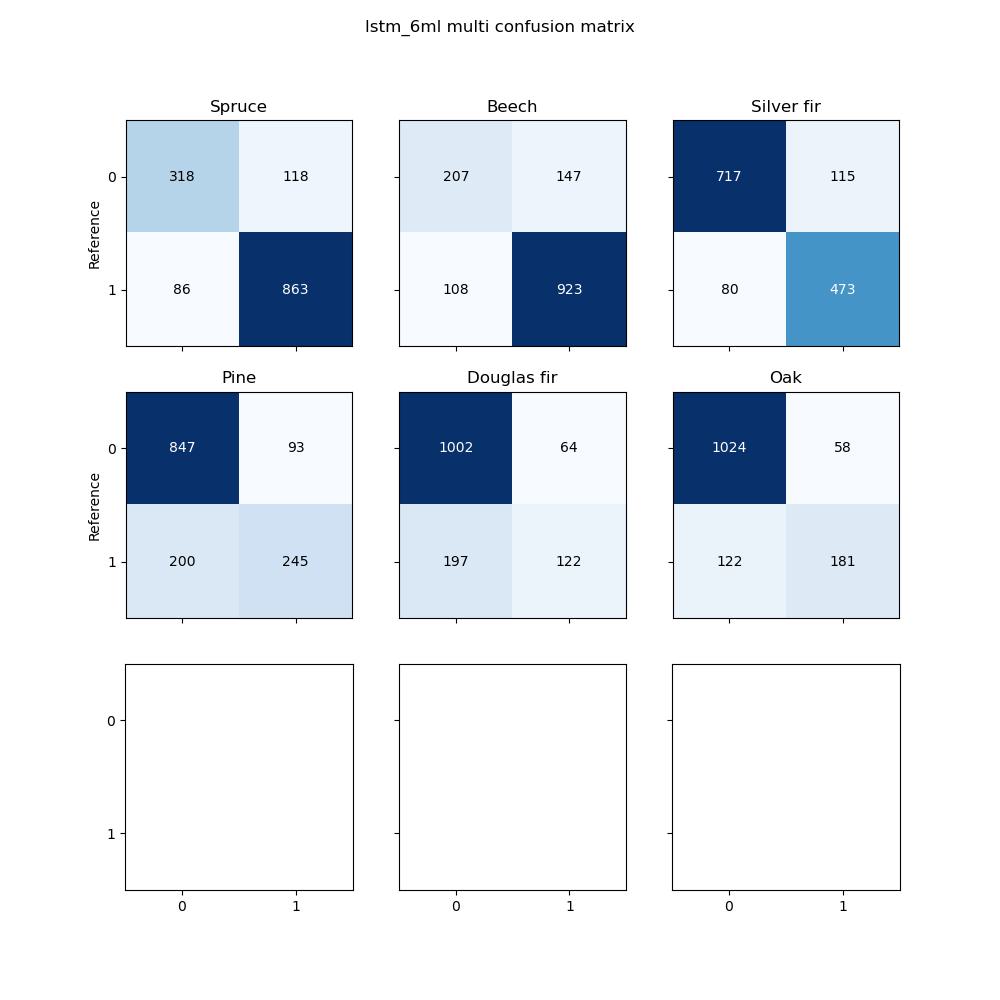 lstm_6ml multi confusion matrix
Spruce Beech Silver fir
0 318 118 207 147 717 115
Reference
1 86 863 108 923 80 473
Pine Douglas fir Oak
0 847 93 1002 64 1024 58
Reference
1 200 245 197 122 122 181
0
1
0 1 0 1 0 1